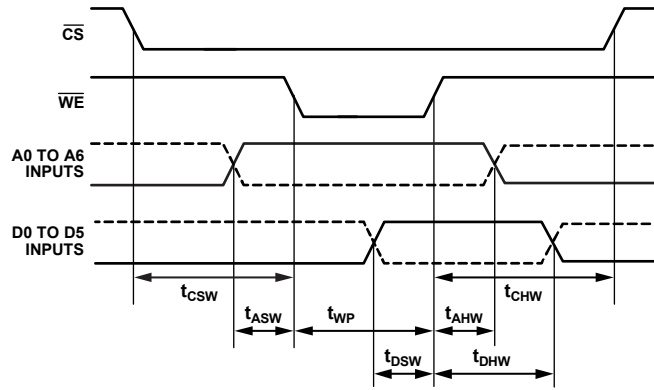 CS
WE
A0 TO A6
INPUTS
D0 TO D5
INPUTS
tCSW
tCHW
tASW
tWP
tAHW
tDSW
tDHW